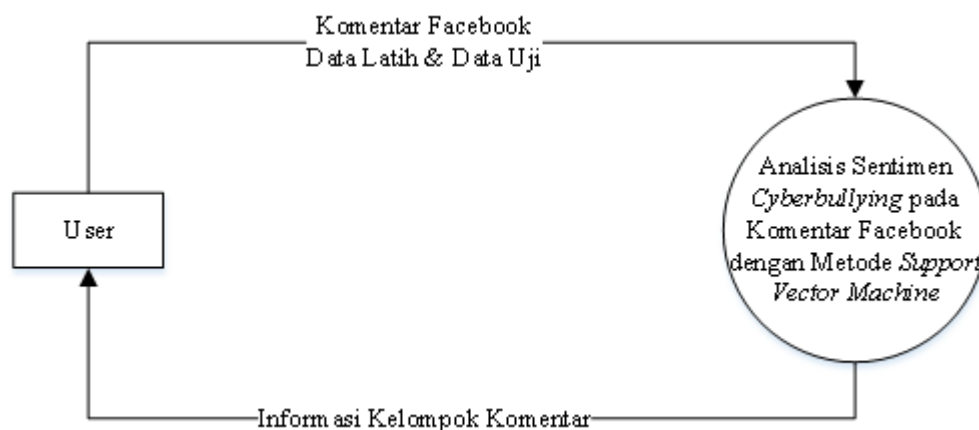 Komentar Facebook
Data Latih & Data Uji
User
Analisis Sentimen
Cyberbullying pada
Komentar Facebook
dengan Metode Support
Vector Machine
Informasi Kelompok Komentar